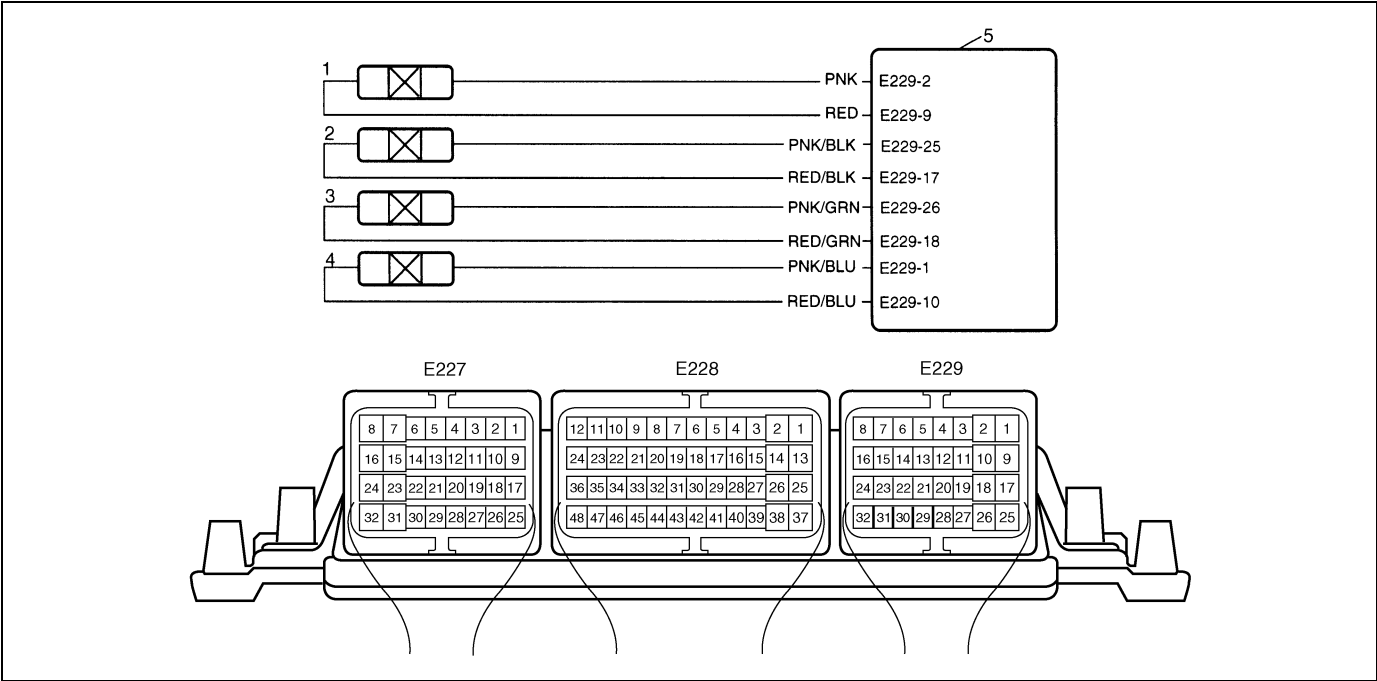 5
1 PNK E229-2
RED E229-9
2 PNK/BLK E229-25
RED/BLK E229-17
3 PNK/GRN E229-26
RED/GRN E229-18
4 PNK/BLU E229-1
RED/BLU E229-10
E227 E228 E229
8 7 6 5 4 3 2 1 12 11 10 9 8 7 6 5 4 3 2 1 8 7 6 5 4 3 2 1
16 15 14 13 12 11 10 9 24 23 22 21 20 19 18 17 16 15 14 13 16 15 14 13 12 11 10 9
24 23 22 21 20 19 18 17 36 35 34 33 32 31 30 29 28 27 26 25 24 23 22 21 20 19 18 17
32 31 30 29 28 27 26 25 48 47 46 45 44 43 42 41 40 39 38 37 32 31 30 29 28 27 26 25